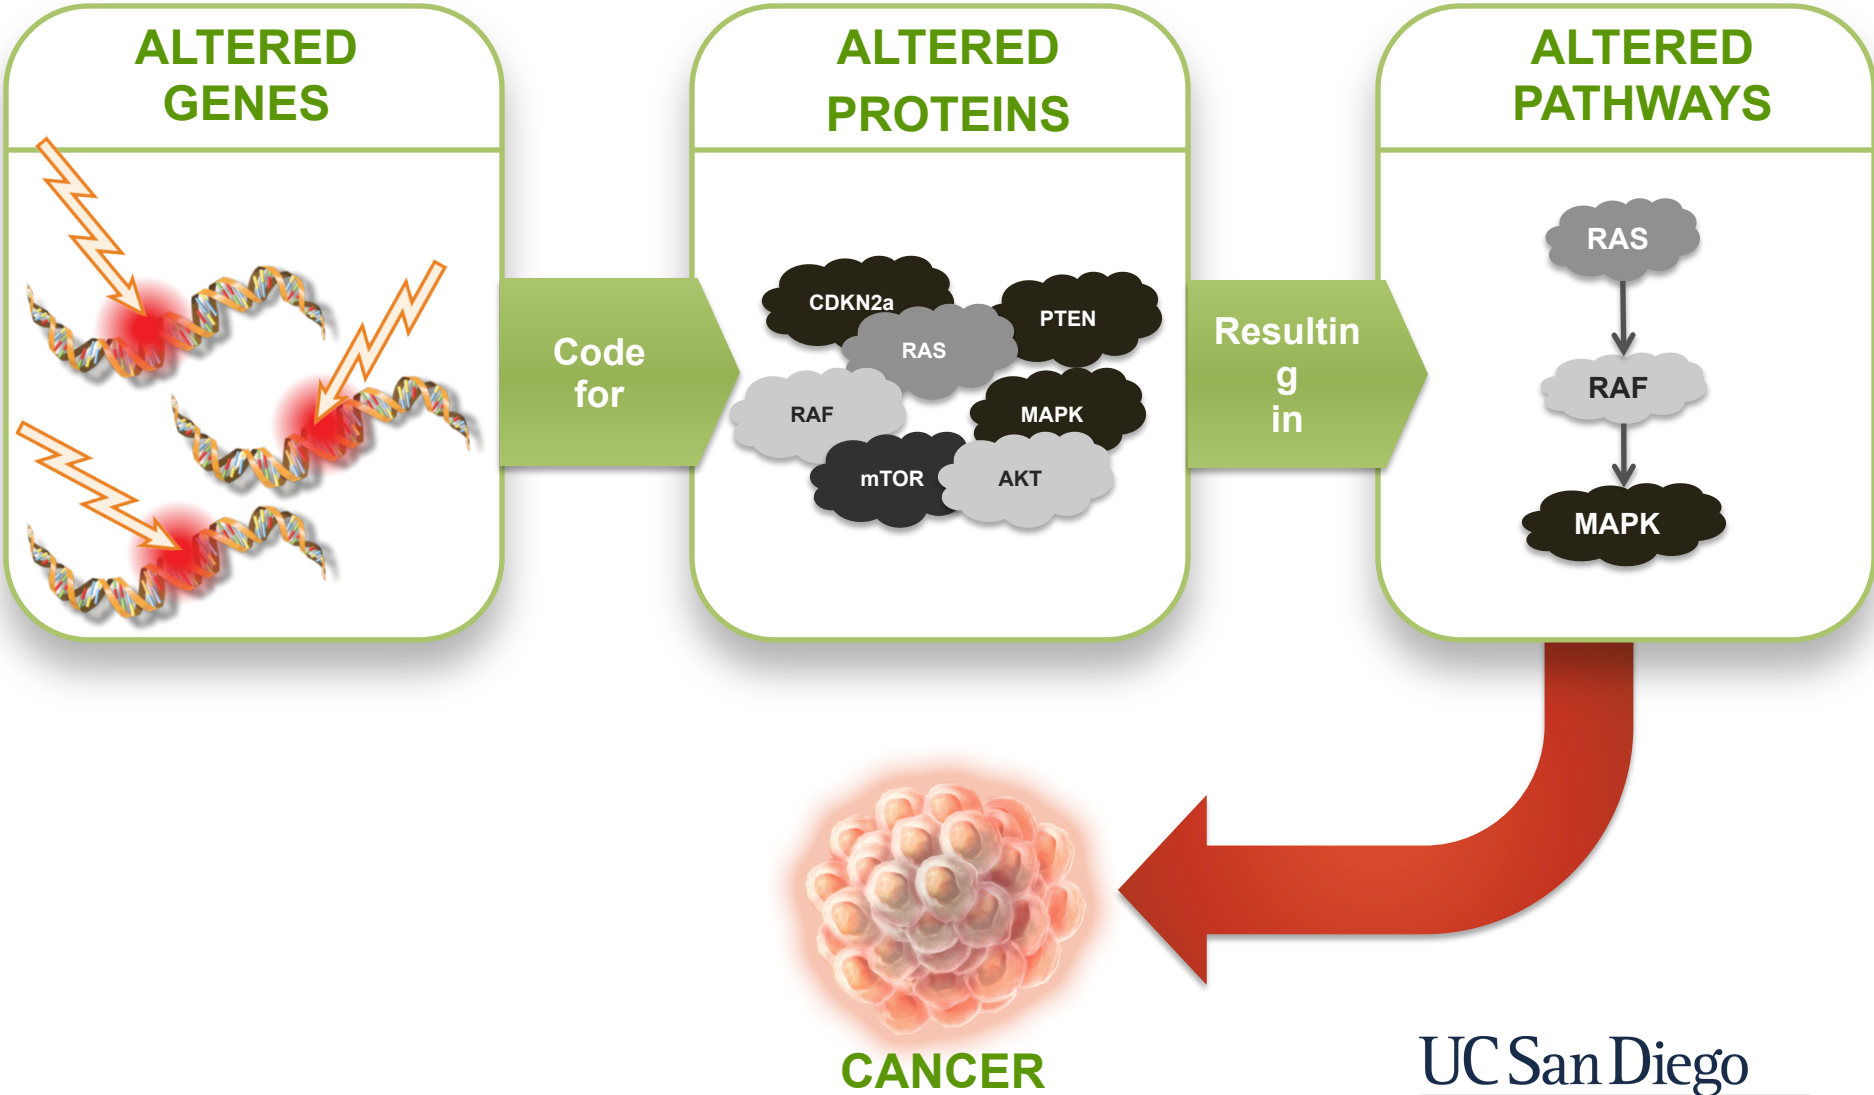 ALTERED
GENES
ALTERED
PROTEINS
ALTERED
PATHWAYS
Code
for
CDKN2a
PTEN
RAS
RAF
MAPK
mTOR
AKT
Resultin
g
in
RAS
RAF
MAPK
CANCER
UC San Diego